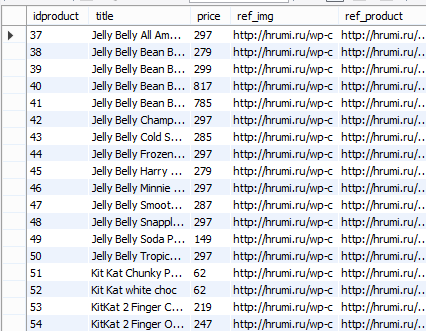 idproduct title price ref_img ref_product
37 Jelly Belly All Am... 297 http://hrumi.ru/wp-c http://hrumi.ru/...
38 Jelly Belly Bean B... 279 http://hrumi.ru/wp-c http://hrumi.ru/...
39 Jelly Belly Bean B... 299 http://hrumi.ru/wp-c http://hrumi.ru/...
40 Jelly Belly Bean B... 817 http://hrumi.ru/wp-c http://hrumi.ru/...
41 Jelly Belly Bean B... 785 http://hrumi.ru/wp-c http://hrumi.ru/...
42 Jelly Belly Champ... 297 http://hrumi.ru/wp-c http://hrumi.ru/...
43 Jelly Belly Cold S... 285 http://hrumi.ru/wp-c http://hrumi.ru/...
44 Jelly Belly Frozen... 297 http://hrumi.ru/wp-c http://hrumi.ru/...
45 Jelly Belly Harry ... 279 http://hrumi.ru/wp-c http://hrumi.ru/...
46 Jelly Belly Minnie ... 297 http://hrumi.ru/wp-c http://hrumi.ru/...
47 Jelly Belly Smoot... 287 http://hrumi.ru/wp-c http://hrumi.ru/...
48 Jelly Belly Snappl... 297 http://hrumi.ru/wp-c http://hrumi.ru/...
49 Jelly Belly Soda P... 149 http://hrumi.ru/wp-c http://hrumi.ru/...
50 Jelly Belly Tropic... 297 http://hrumi.ru/wp-c http://hrumi.ru/...
51 Kit Kat Chunky P... 62 http://hrumi.ru/wp-c http://hrumi.ru/...
52 Kit Kat white choc 62 http://hrumi.ru/wp-c http://hrumi.ru/...
53 KitKat 2 Finger C... 219 http://hrumi.ru/wp-c http://hrumi.ru/...
54 KitKat 2 Finger O... 247 http://hrumi.ru/wp-c http://hrumi.ru/...